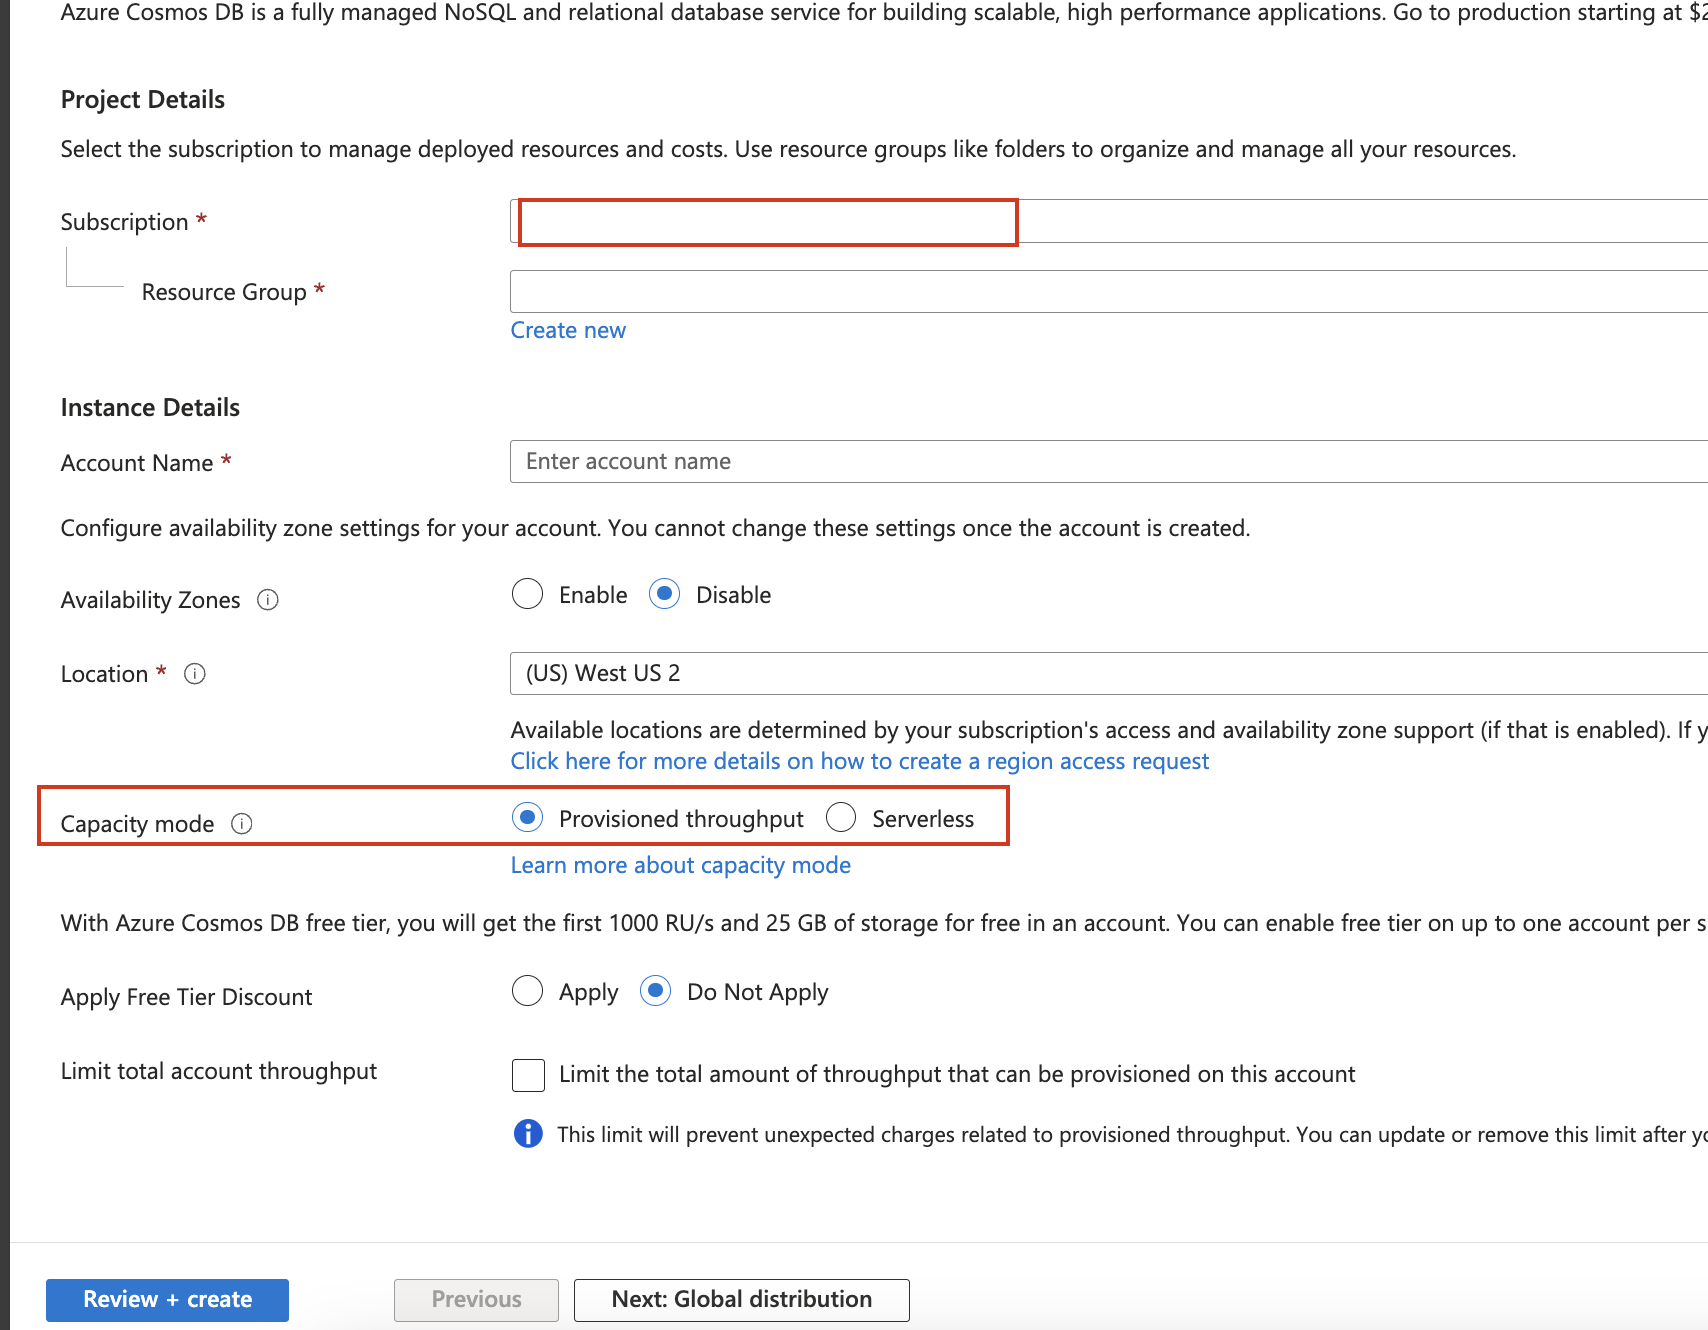 Azure Cosmos DB is a fully managed NoSQL and relational database service for building scalable, high performance applications. Go to production starting at $2
Project Details
Select the subscription to manage deployed resources and costs. Use resource groups like folders to organize and manage all your resources.
Subscription *
Resource Group *
Create new
Instance Details
Account Name *
Enter account name
Configure availability zone settings for your account. You cannot change these settings once the account is created.
Availability Zones Enable Disable
Location * (US) West US 2
Available locations are determined by your subscription's access and availability zone support (if that is enabled). If y
Click here for more details on how to create a region access request
Capacity mode Provisioned throughput Serverless
Learn more about capacity mode
With Azure Cosmos DB free tier, you will get the first 1000 RU/s and 25 GB of storage for free in an account. You can enable free tier on up to one account per s
Apply Free Tier Discount Apply Do Not Apply
Limit total account throughput Limit the total amount of throughput that can be provisioned on this account
This limit will prevent unexpected charges related to provisioned throughput. You can update or remove this limit after yo
Review + create Previous Next: Global distribution